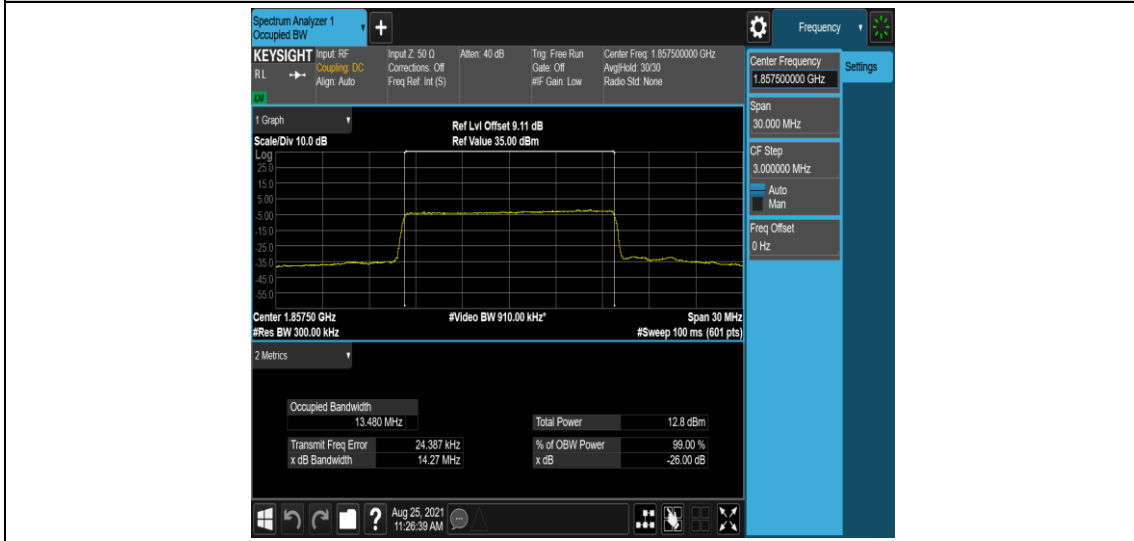 Spectrum Analyzer 1
Occupied BW
Frequency
KEYSIGHT
RL
Input: RF
Coupling: DC
Align: Auto
Input Z: 50 Ω
Corrections: Off
Freq Ref: Int (S)
Atten: 40 dB
Trig: Free Run
Gate: Off
#IF Gain: Low
Center Freq: 1.857500000 GHz
Avg|Hold: 30/30
Radio Std: None
Center Frequency
1.857500000 GHz
Settings
Span
30.000 MHz
CF Step
3.000000 MHz
Auto
Man
Freq Offset
0 Hz
1 Graph
Scale/Div 10.0 dB
Ref Lvl Offset 9.11 dB
Ref Value 35.00 dBm
Log
25.0
15.0
5.00
-5.00
-15.0
-25.0
-35.0
-45.0
-55.0
Center 1.85750 GHz
#Res BW 300.00 kHz
#Video BW 910.00 kHz*
Span 30 MHz
#Sweep 100 ms (601 pts)
2 Metrics
Occupied Bandwidth
13.480 MHz
Transmit Freq Error 24.387 kHz
x dB Bandwidth 14.27 MHz
Total Power 12.8 dBm
% of OBW Power 99.00 %
x dB -26.00 dB
?
Aug 25, 2021
11:26:39 AM